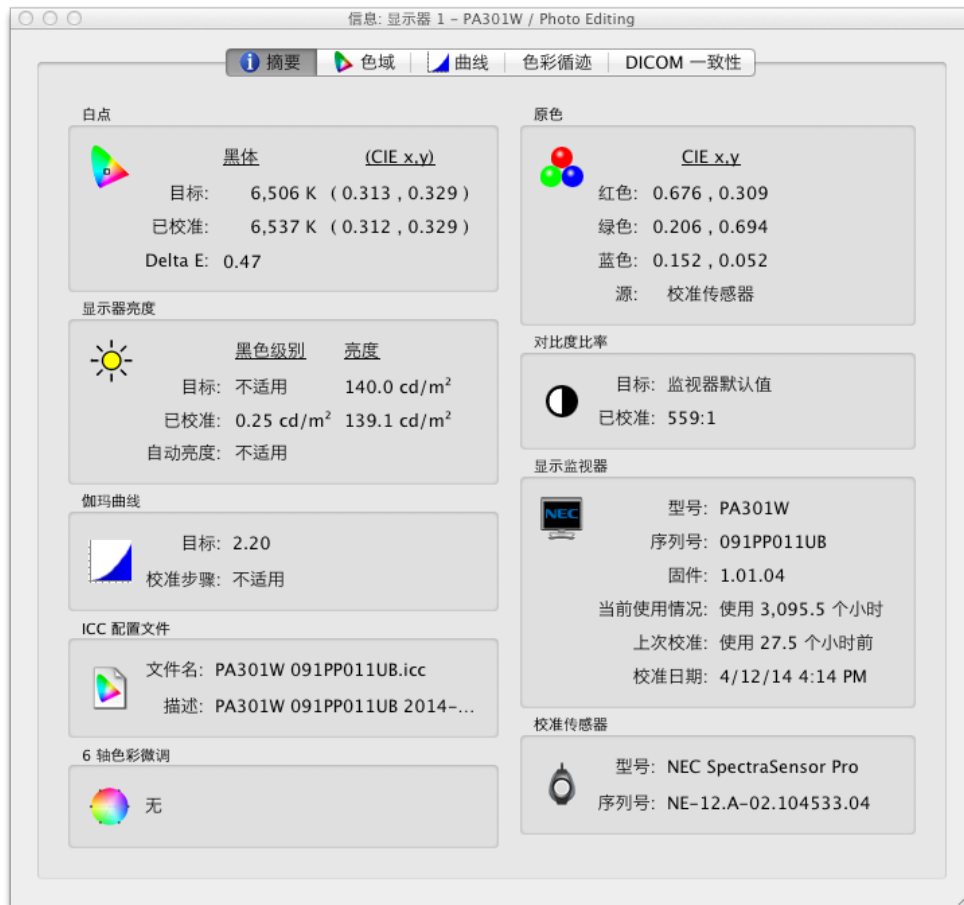 信息: 显示器 1 – PA301W / Photo Editing
摘要 色域 曲线 色彩循迹 DICOM 一致性
白点
黑体 (CIE x,y)
目标: 6,506 K ( 0.313 , 0.329 )
已校准: 6,537 K ( 0.312 , 0.329 )
Delta E: 0.47
显示器亮度
黑色级别 亮度
目标: 不适用 140.0 cd/m²
已校准: 0.25 cd/m² 139.1 cd/m²
自动亮度: 不适用
伽玛曲线
目标: 2.20
校准步骤: 不适用
ICC 配置文件
文件名: PA301W 091PP011UB.icc
描述: PA301W 091PP011UB 2014–...
6 轴色彩微调
无
原色
CIE x,y
红色: 0.676 , 0.309
绿色: 0.206 , 0.694
蓝色: 0.152 , 0.052
源: 校准传感器
对比度比率
目标: 监视器默认值
已校准: 559:1
显示监视器
NEC
型号: PA301W
序列号: 091PP011UB
固件: 1.01.04
当前使用情况: 使用 3,095.5 个小时
上次校准: 使用 27.5 个小时前
校准日期: 4/12/14 4:14 PM
校准传感器
型号: NEC SpectraSensor Pro
序列号: NE–12.A–02.104533.04